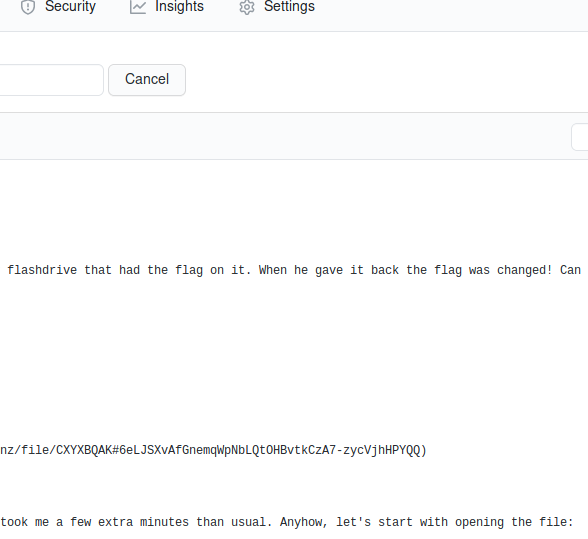 Security Insights Settings
Cancel
flashdrive that had the flag on it. When he gave it back the flag was changed! Can
nz/file/CXYXBQAK#6eLJSXvAfGnemqWpNbLQtOHBvtkCzA7-zycVjhHPYQQ)
took me a few extra minutes than usual. Anyhow, let's start with opening the file: